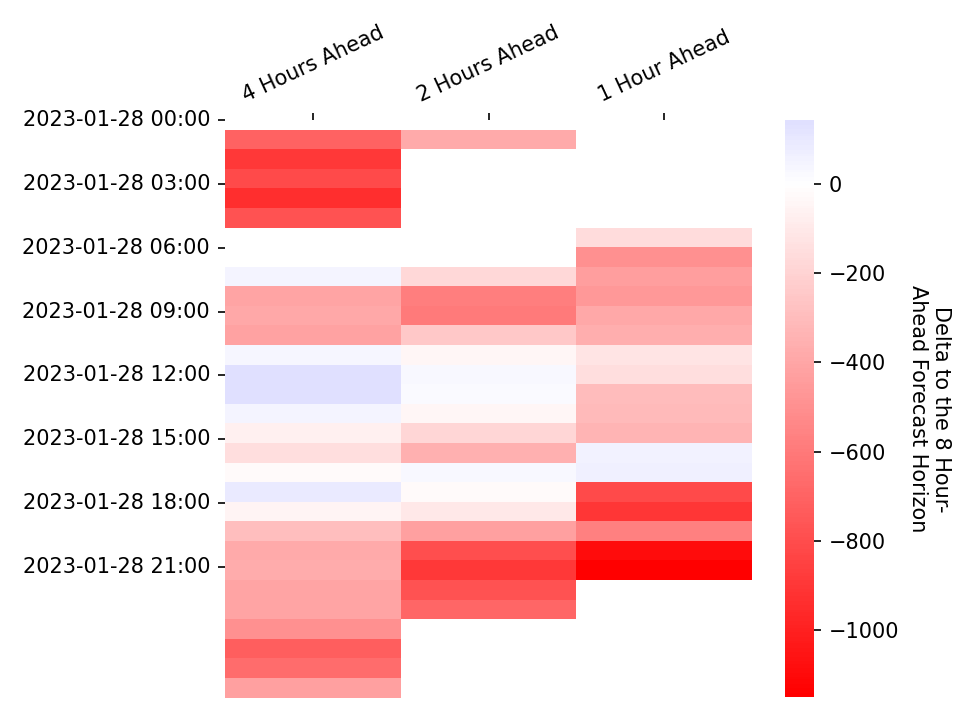 4 Hours Ahead
2 Hours Ahead
1 Hour Ahead
2023-01-28 00:00
2023-01-28 03:00
2023-01-28 06:00
2023-01-28 09:00
2023-01-28 12:00
2023-01-28 15:00
2023-01-28 18:00
2023-01-28 21:00
0
−200
−400
−600
−800
−1000
Delta to the 8 Hour-
Ahead Forecast Horizon